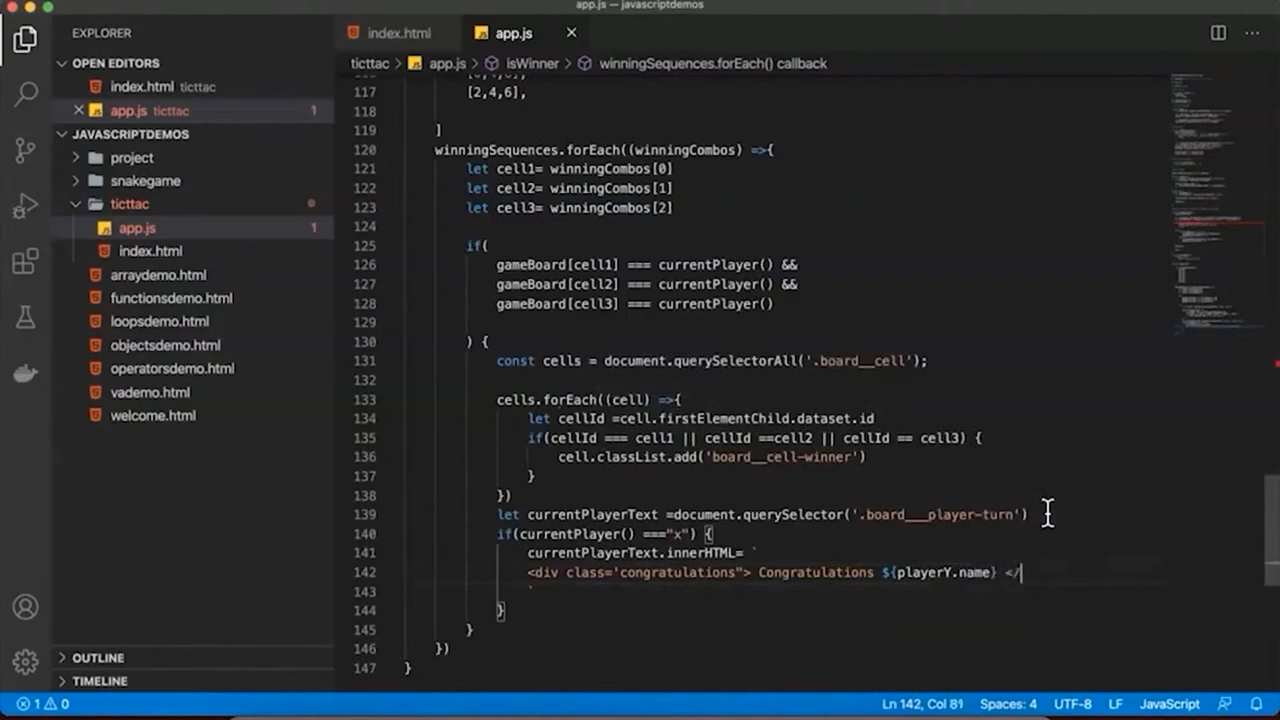 app.js — javascriptdemos
EXPLORER
index.html
app.js
OPEN EDITORS
ticttac > app.js > isWinner > winningSequences.forEach() callback
index.html ticttac
app.js ticttac 1
JAVASCRIPTDEMOS
project
snakegame
ticttac
app.js 1
index.html
arraydemo.html
functionsdemo.html
loopsdemo.html
objectsdemo.html
operatorsdemo.html
vademo.html
welcome.html
OUTLINE
TIMELINE
117 [2,4,6],
118
119 ]
120 winningSequences.forEach((winningCombos) =>{
121 let cell1= winningCombos[0]
122 let cell2= winningCombos[1]
123 let cell3= winningCombos[2]
124
125 if(
126 gameBoard[cell1] === currentPlayer() &&
127 gameBoard[cell2] === currentPlayer() &&
128 gameBoard[cell3] === currentPlayer()
129
130 ) {
131 const cells = document.querySelectorAll('.board__cell');
132
133 cells.forEach((cell) =>{
134 let cellId =cell.firstElementChild.dataset.id
135 if(cellId === cell1 || cellId ==cell2 || cellId == cell3) {
136 cell.classList.add('board__cell-winner')
137 }
138 })
139 let currentPlayerText =document.querySelector('.board___player-turn')
140 if(currentPlayer() ==="x") {
141 currentPlayerText.innerHTML= `
142 <div class='congratulations"> Congratulations ${playerY.name} </
143 `
144 }
145 }
146 })
147 }
1 0
Ln 142, Col 81
Spaces: 4
UTF-8
LF
JavaScript